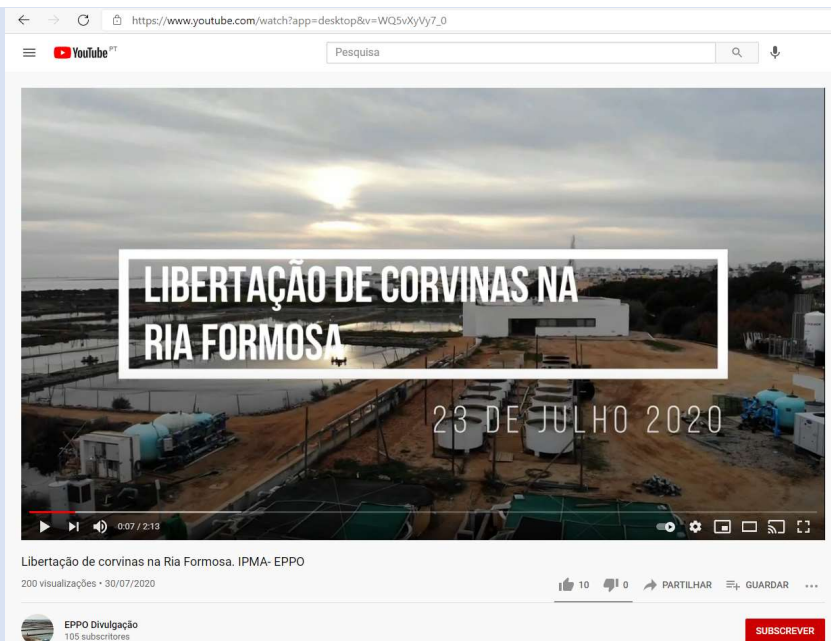 https://www.youtube.com/watch?app=desktop&v=WQ5vXyVy7_0
YouTube PT
Pesquisa
LIBERTAÇÃO DE CORVINAS NA
RIA FORMOSA
23 DE JULHO 2020
0:07 / 2:13
Libertação de corvinas na Ria Formosa. IPMA- EPPO
200 visualizações • 30/07/2020
10 0 PARTILHAR GUARDAR
EPPO Divulgação
105 subscritores
SUBSCREVER